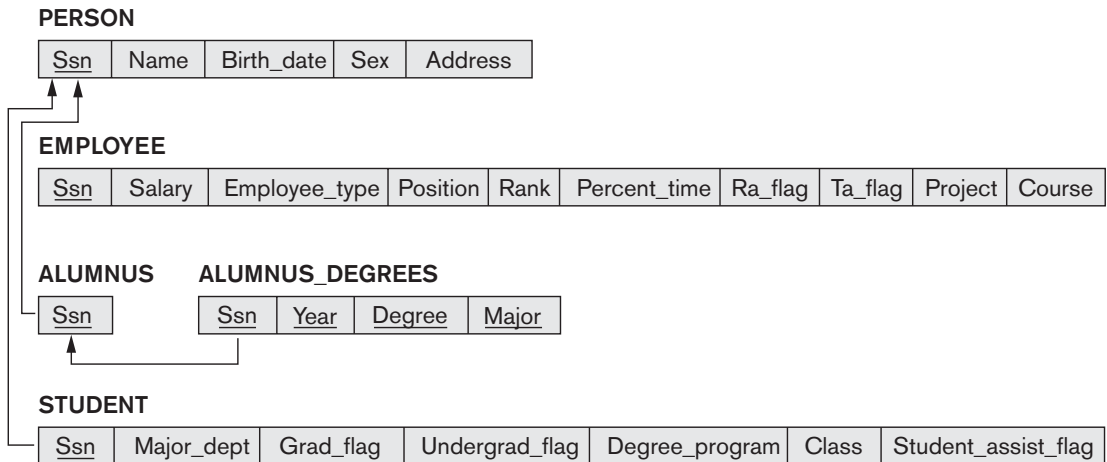 PERSON
Ssn Name Birth_date Sex Address
EMPLOYEE
Ssn Salary Employee_type Position Rank Percent_time Ra_flag Ta_flag Project Course
ALUMNUS ALUMNUS_DEGREES
Ssn Ssn Year Degree Major
STUDENT
Ssn Major_dept Grad_flag Undergrad_flag Degree_program Class Student_assist_flag